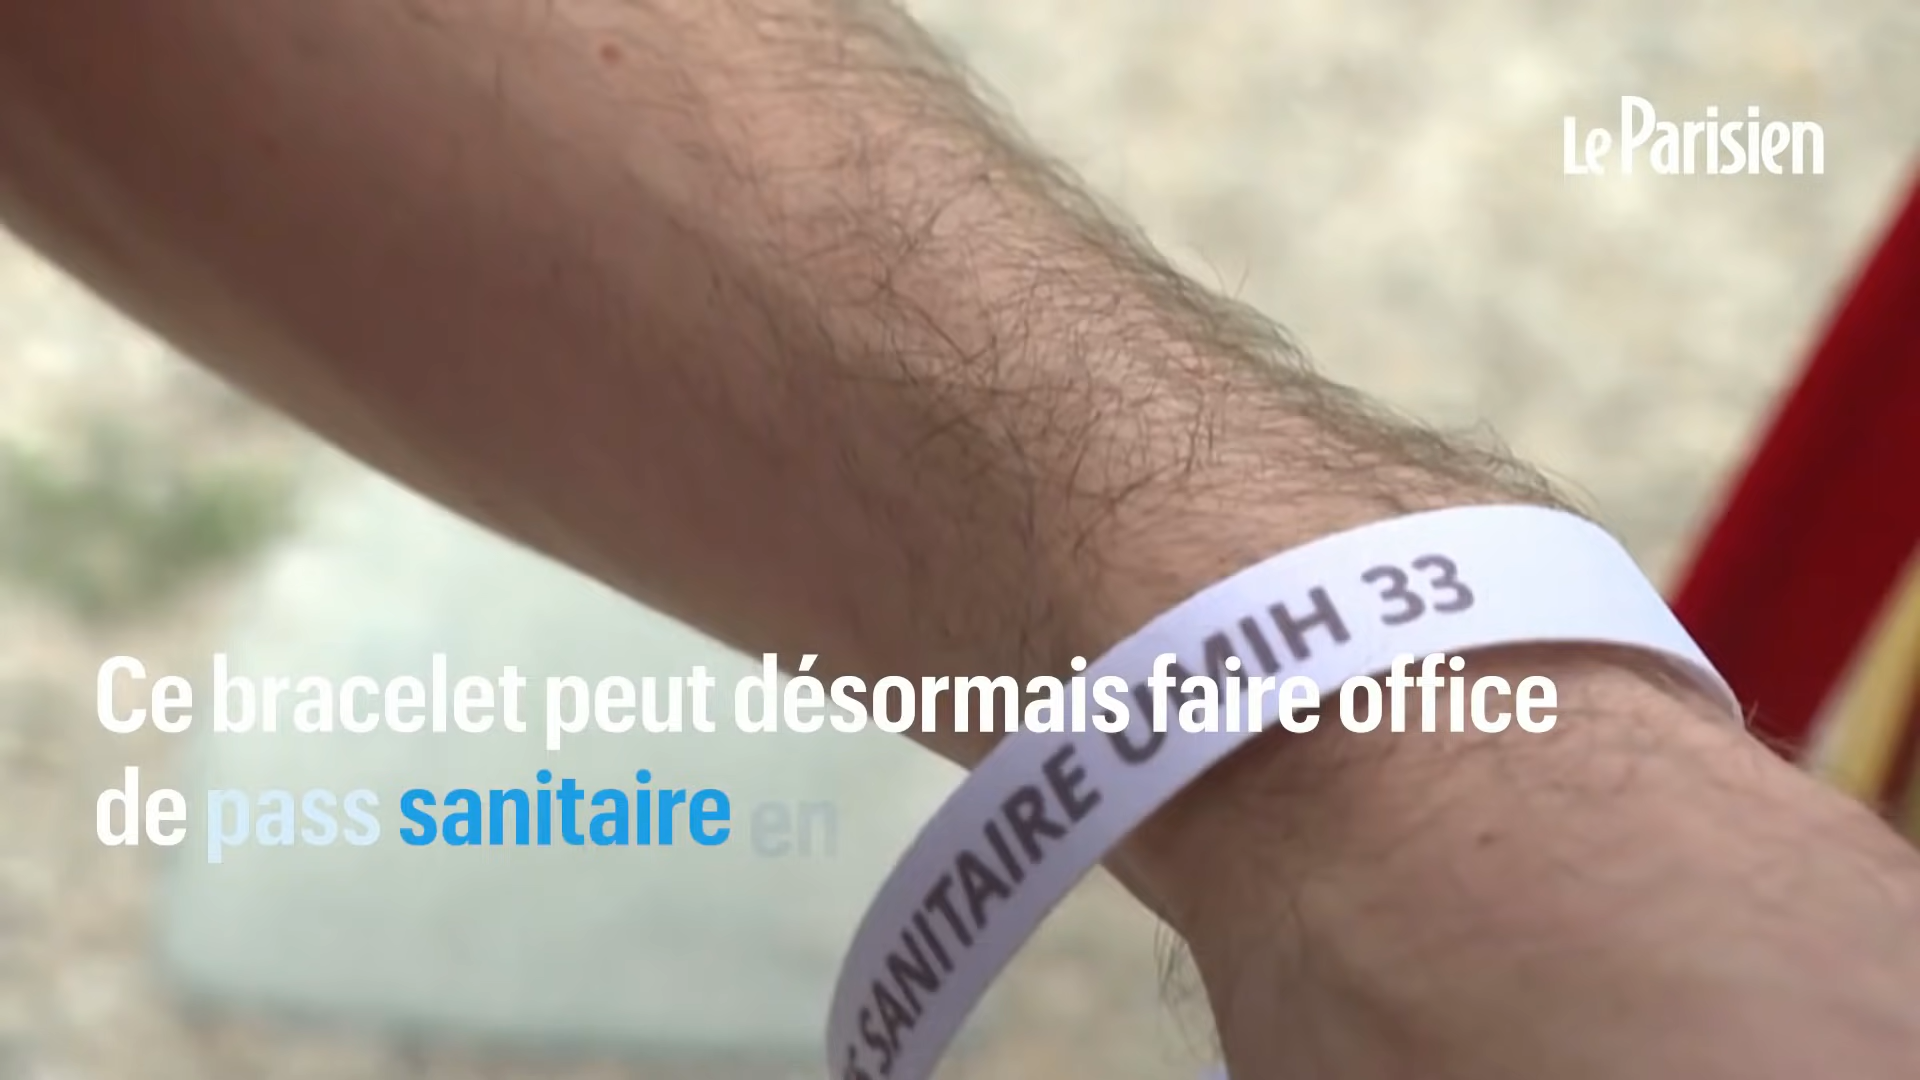 Le Parisien
Ce bracelet peut désormais faire office
de pass sanitaire en
SANITAIRE UMIH 33